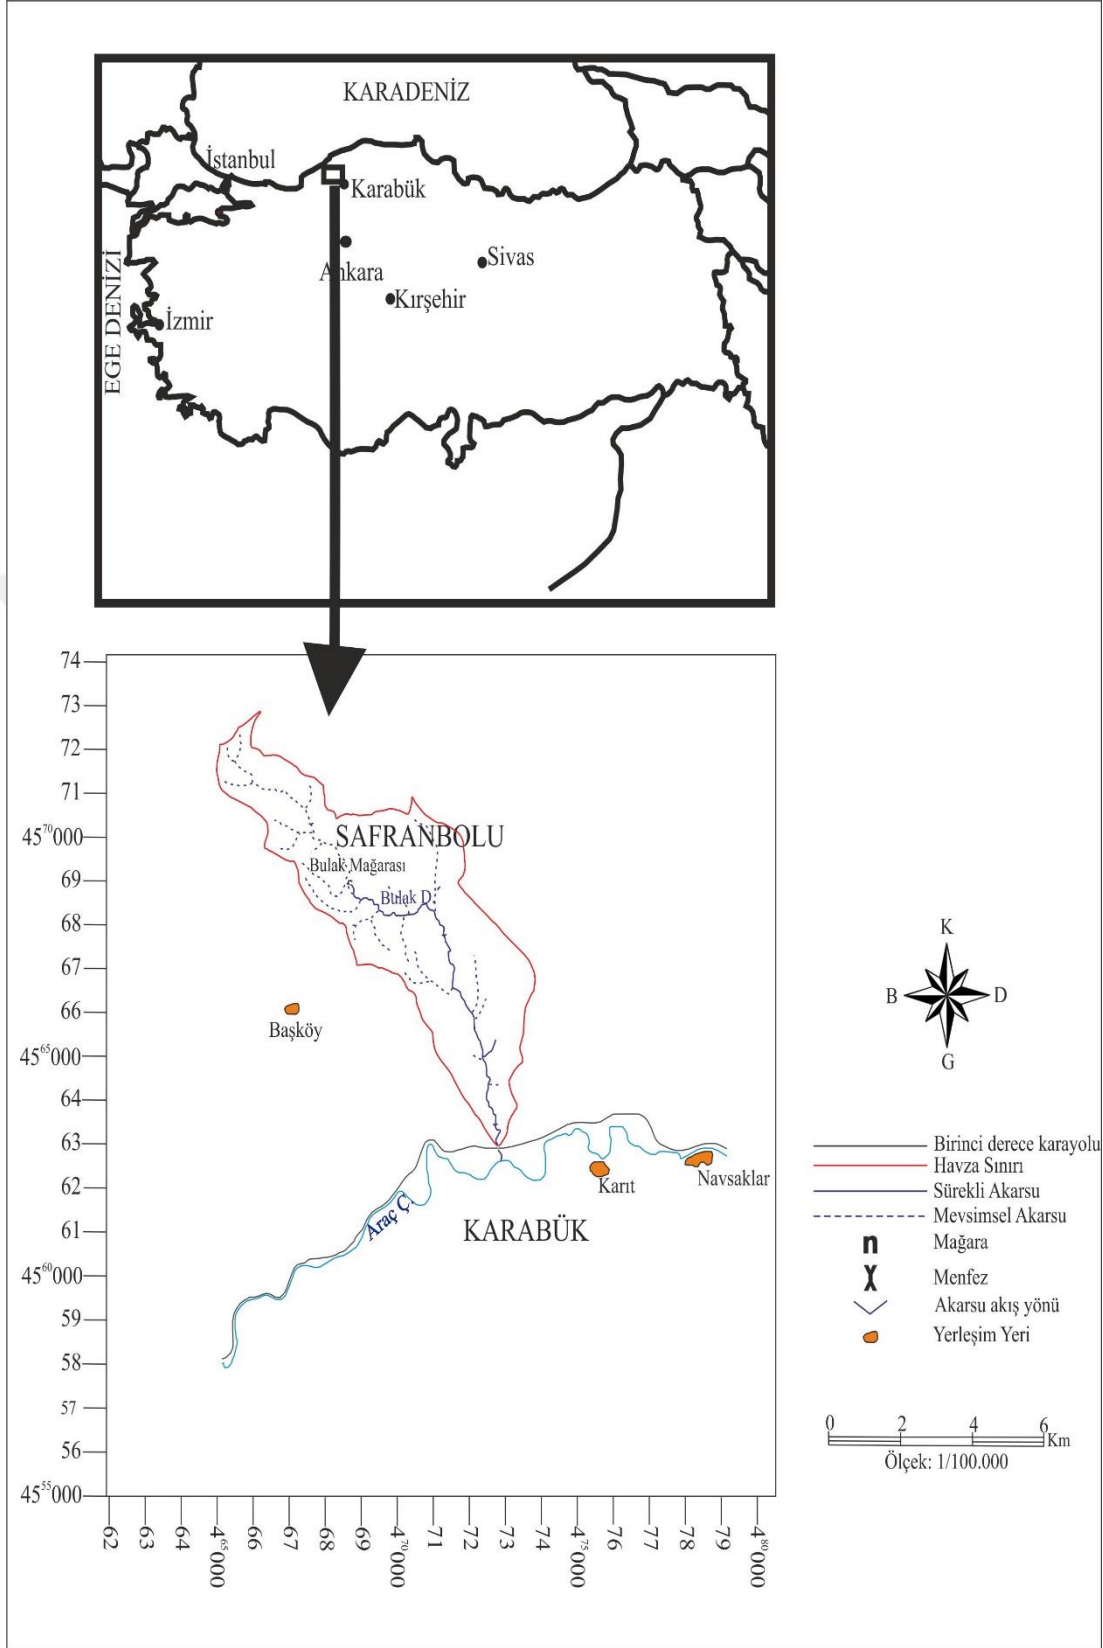 KARADENİZ
İstanbul
Karabük
Ankara
Sivas
Kırşehir
İzmir
EGE DENİZİ
74
73
72
71
45⁷⁰000
69
68
67
66
45⁶⁵000
64
63
62
61
45⁶⁰000
59
58
57
56
45⁵⁵000
SAFRANBOLU
Bulak Mağarası
Bulak D.
Başköy
Araç Ç.
KARABÜK
Karıt
Navsaklar
62
63
64
4⁶⁵000
66
67
68
69
4⁷⁰000
71
72
73
74
4⁷⁵000
76
77
78
79
4⁸⁰000
K
B
D
G
Birinci derece karayolu
Havza Sınırı
Sürekli Akarsu
Mevsimsel Akarsu
Mağara
Menfez
Akarsu akış yönü
Yerleşim Yeri
0 2 4 6
Km
Ölçek: 1/100.000